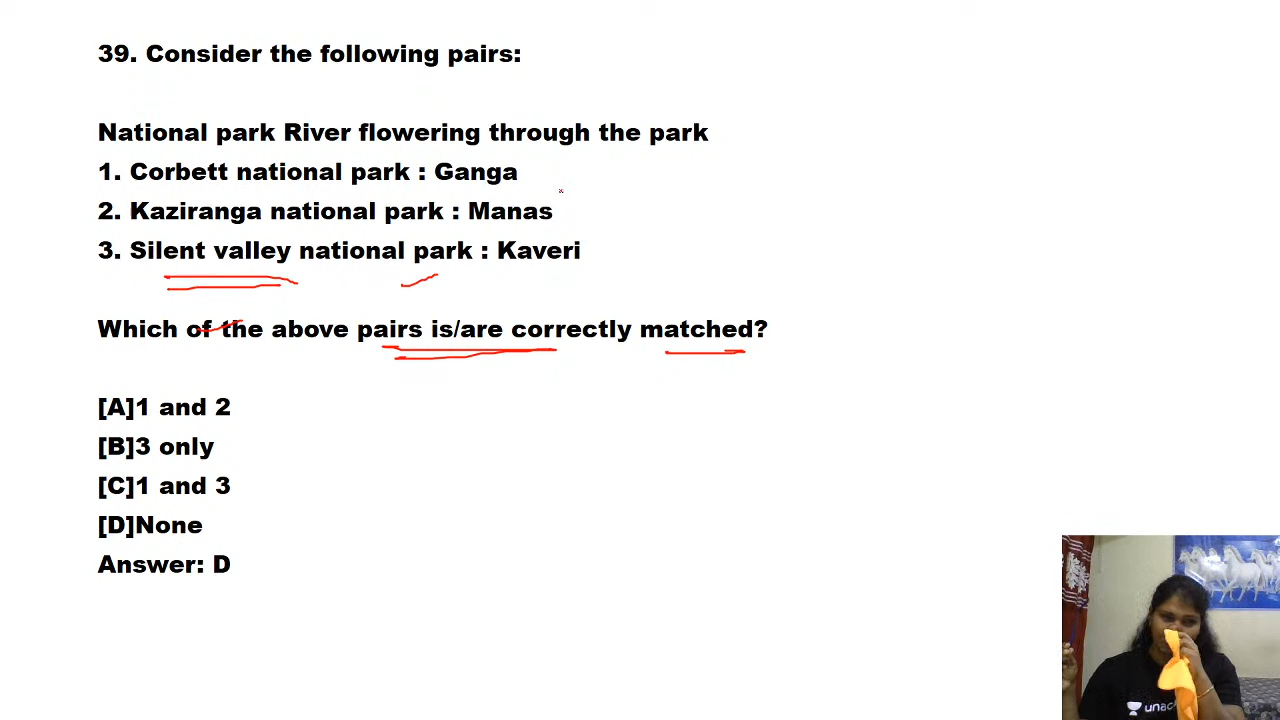 39. Consider the following pairs:
National park River flowering through the park
1. Corbett national park : Ganga
2. Kaziranga national park : Manas
3. Silent valley national park : Kaveri
Which of the above pairs is/are correctly matched?
[A]1 and 2
[B]3 only
[C]1 and 3
[D]None
Answer: D